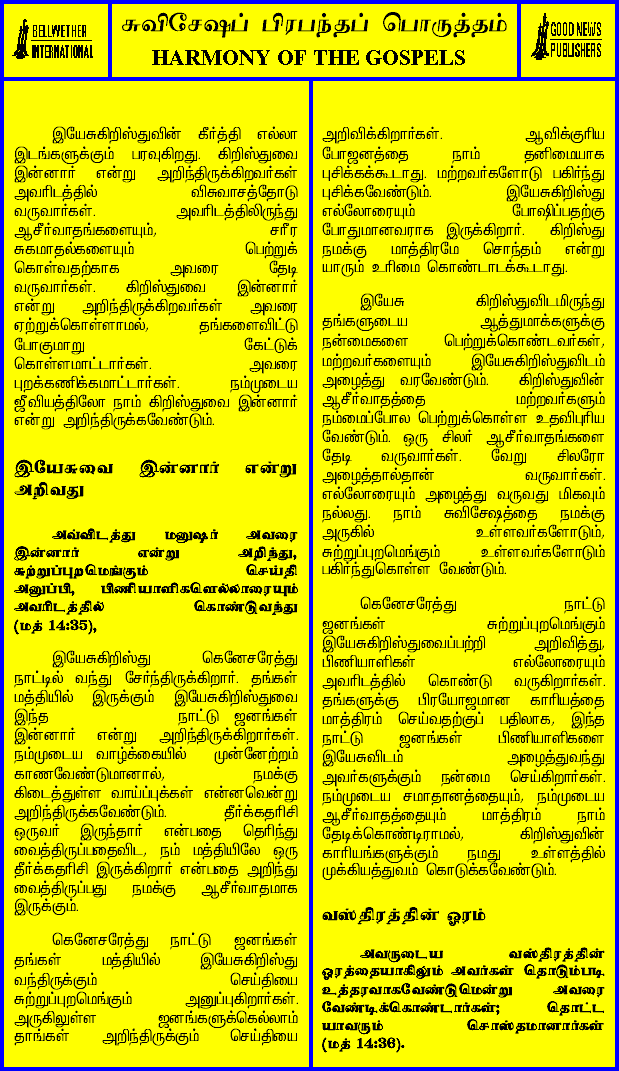 BELLWETHER
INTERNATIONAL
சுவிசேஷப் பிரபந்தப் பொருத்தம்
HARMONY OF THE GOSPELS
GOOD NEWS
PUBLISHERS
இயேசுகிறிஸ்துவின் கீர்த்தி எல்லா
இடங்களுக்கும் பரவுகிறது. கிறிஸ்துவை
இன்னார் என்று அறிந்திருக்கிறவர்கள்
அவரிடத்தில் விசுவாசத்தோடு
வருவார்கள். அவரிடத்திலிருந்து
ஆசீர்வாதங்களையும், சரீர
சுகமாதல்களையும் பெற்றுக்
கொள்வதற்காக அவரை தேடி
வருவார்கள். கிறிஸ்துவை இன்னார்
என்று அறிந்திருக்கிறவர்கள் அவரை
ஏற்றுக்கொள்ளாமல், தங்களைவிட்டு
போகுமாறு கேட்டுக்
கொள்ளமாட்டார்கள். அவரை
புறக்கணிக்கமாட்டார்கள். நம்முடைய
ஜீவியத்திலோ நாம் கிறிஸ்துவை இன்னார்
என்று அறிந்திருக்கவேண்டும்.
இயேசுவை இன்னார் என்று
அறிவது
அவ்விடத்து மனுஷர் அவரை
இன்னார் என்று அறிந்து,
சுற்றுப்புறமெங்கும் செய்தி
அனுப்பி, பிணியாளிகளெல்லாரையும்
அவரிடத்தில் கொண்டுவந்து
(மத் 14:35),
இயேசுகிறிஸ்து கெனேசரேத்து
நாட்டில் வந்து சேர்ந்திருக்கிறார். தங்கள்
மத்தியில் இருக்கும் இயேசுகிறிஸ்துவை
இந்த நாட்டு ஜனங்கள்
இன்னார் என்று அறிந்திருக்கிறார்கள்.
நம்முடைய வாழ்க்கையில் முன்னேற்றம்
காணவேண்டுமானால், நமக்கு
கிடைத்துள்ள வாய்ப்புக்கள் என்னவென்று
அறிந்திருக்கவேண்டும். தீர்க்கதரிசி
ஒருவர் இருந்தார் என்பதை தெரிந்து
வைத்திருப்பதைவிட, நம் மத்தியிலே ஒரு
தீர்க்கதரிசி இருக்கிறார் என்பதை அறிந்து
வைத்திருப்பது நமக்கு ஆசீர்வாதமாக
இருக்கும்.
கெனேசரேத்து நாட்டு ஜனங்கள்
தங்கள் மத்தியில் இயேசுகிறிஸ்து
வந்திருக்கும் செய்தியை
சுற்றுப்புறமெங்கும் அனுப்புகிறார்கள்.
அருகிலுள்ள ஜனங்களுக்கெல்லாம்
தாங்கள் அறிந்திருக்கும் செய்தியை
அறிவிக்கிறார்கள். ஆவிக்குரிய
போஜனத்தை நாம் தனிமையாக
புசிக்கக்கூடாது. மற்றவர்களோடு பகிர்ந்து
புசிக்கவேண்டும். இயேசுகிறிஸ்து
எல்லோரையும் போஷிப்பதற்கு
போதுமானவராக இருக்கிறார். கிறிஸ்து
நமக்கு மாத்திரமே சொந்தம் என்று
யாரும் உரிமை கொண்டாடக்கூடாது.
இயேசு கிறிஸ்துவிடமிருந்து
தங்களுடைய ஆத்துமாக்களுக்கு
நன்மைகளை பெற்றுக்கொண்டவர்கள்,
மற்றவர்களையும் இயேசுகிறிஸ்துவிடம்
அழைத்து வரவேண்டும். கிறிஸ்துவின்
ஆசீர்வாதத்தை மற்றவர்களும்
நம்மைப்போல பெற்றுக்கொள்ள உதவிபுரிய
வேண்டும். ஒரு சிலர் ஆசீர்வாதங்களை
தேடி வருவார்கள். வேறு சிலரோ
அழைத்தால்தான் வருவார்கள்.
எல்லோரையும் அழைத்து வருவது மிகவும்
நல்லது. நாம் சுவிசேஷத்தை நமக்கு
அருகில் உள்ளவர்களோடும்,
சுற்றுப்புறமெங்கும் உள்ளவர்களோடும்
பகிர்ந்துகொள்ள வேண்டும்.
கெனேசரேத்து நாட்டு
ஜனங்கள் சுற்றுப்புறமெங்கும்
இயேசுகிறிஸ்துவைப்பற்றி அறிவித்து,
பிணியாளிகள் எல்லோரையும்
அவரிடத்தில் கொண்டு வருகிறார்கள்.
தங்களுக்கு பிரயோஜமான காரியத்தை
மாத்திரம் செய்வதற்குப் பதிலாக, இந்த
நாட்டு ஜனங்கள் பிணியாளிகளை
இயேசுவிடம் அழைத்துவந்து
அவர்களுக்கும் நன்மை செய்கிறார்கள்.
நம்முடைய சமாதானத்தையும், நம்முடைய
ஆசீர்வாதத்தையும் மாத்திரம் நாம்
தேடிக்கொண்டிராமல், கிறிஸ்துவின்
காரியங்களுக்கும் நமது உள்ளத்தில்
முக்கியத்துவம் கொடுக்கவேண்டும்.
வஸ்திரத்தின் ஓரம்
அவருடைய வஸ்திரத்தின்
ஓரத்தையாகிலும் அவர்கள் தொடும்படி
உத்தரவாகவேண்டுமென்று அவரை
வேண்டிக்கொண்டார்கள்; தொட்ட
யாவரும் சொஸ்தமானார்கள்
(மத் 14:36).